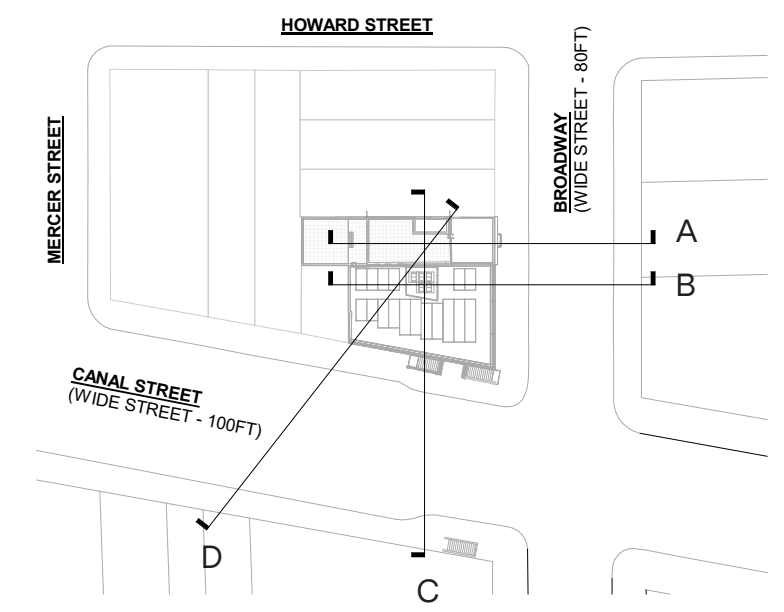 HOWARD STREET
MERCER STREET
BROADWAY
(WIDE STREET - 80FT)
A
B
CANAL STREET
(WIDE STREET - 100FT)
D
C